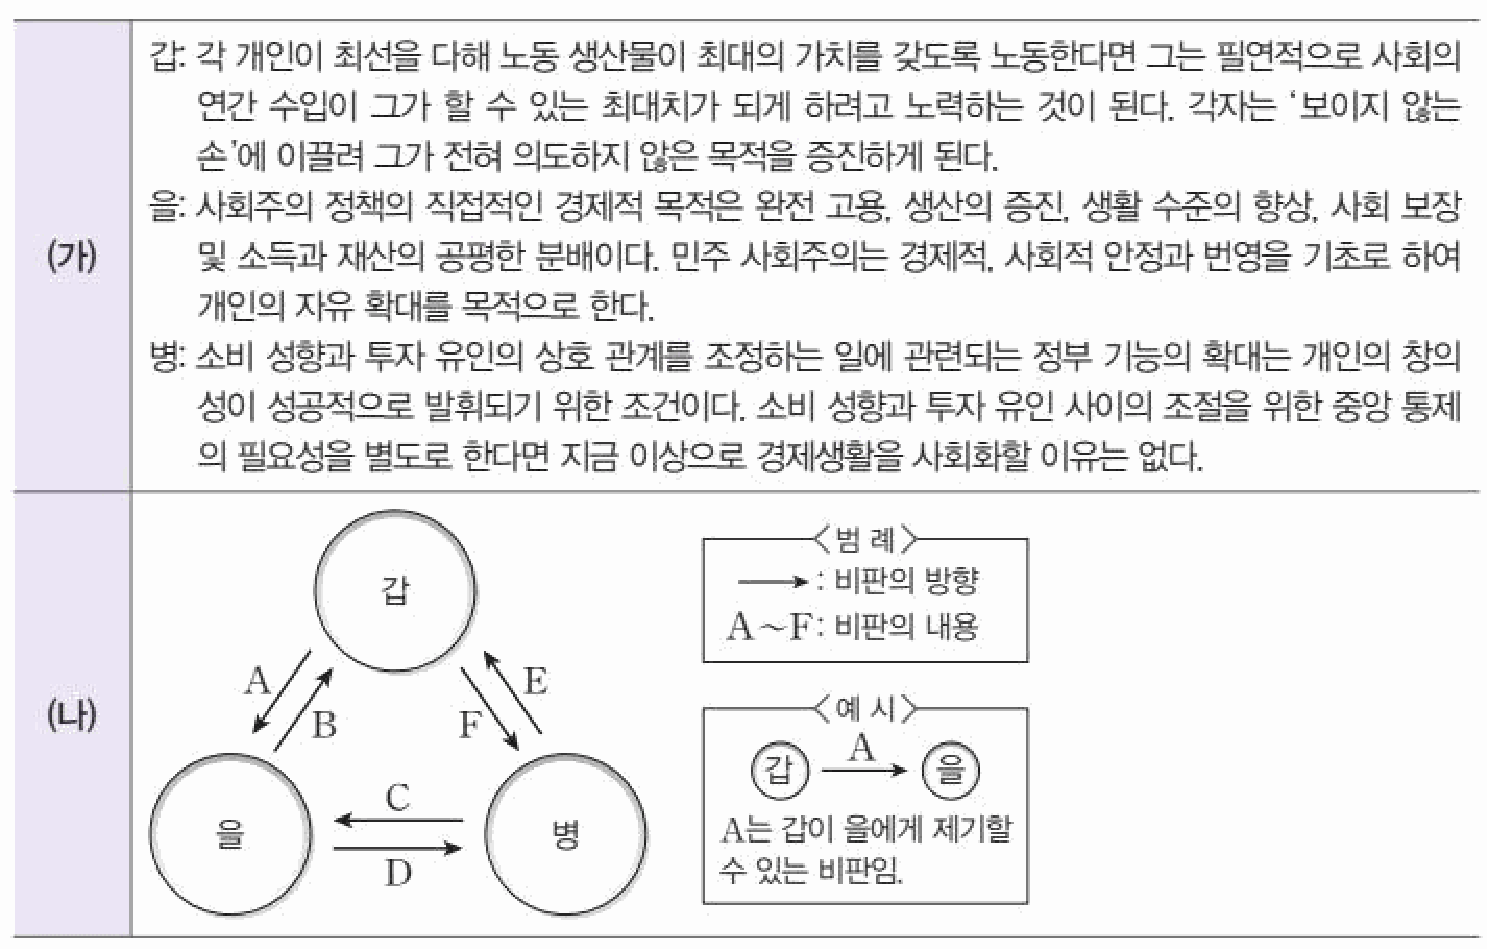 (가)
갑: 각 개인이 최선을 다해 노동 생산물이 최대의 가치를 갖도록 노동한다면 그는 필연적으로 사회의
연간 수입이 그가 할 수 있는 최대치가 되게 하려고 노력하는 것이 된다. 각자는 ‘보이지 않는
손’에 이끌려 그가 전혀 의도하지 않은 목적을 증진하게 된다.
을: 사회주의 정책의 직접적인 경제적 목적은 완전 고용, 생산의 증진, 생활 수준의 향상, 사회 보장
및 소득과 재산의 공평한 분배이다. 민주 사회주의는 경제적, 사회적 안정과 번영을 기초로 하여
개인의 자유 확대를 목적으로 한다.
병: 소비 성향과 투자 유인의 상호 관계를 조정하는 일에 관련되는 정부 기능의 확대는 개인의 창의
성이 성공적으로 발휘되기 위한 조건이다. 소비 성향과 투자 유인 사이의 조절을 위한 중앙 통제
의 필요성을 별도로 한다면 지금 이상으로 경제생활을 사회화할 이유는 없다.
(나)
갑
A
B
E
F
을
C
D
병
<범 례>
→ : 비판의 방향
A~F: 비판의 내용
<예 시>
갑 A 을
A는 갑이 을에게 제기할
수 있는 비판임.